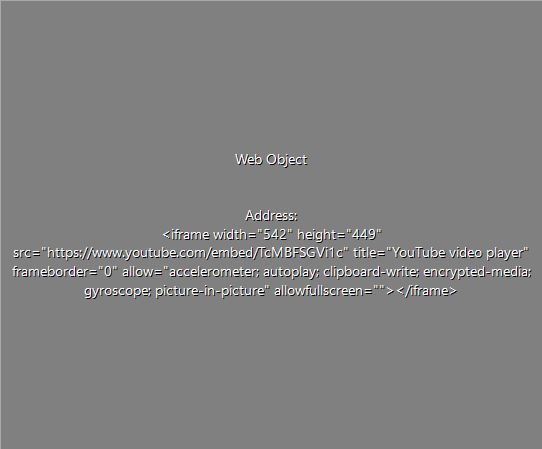 Web Object
Address:
<iframe width="542" height="449"
src="https://www.youtube.com/embed/TcMBFSGVi1c" title="YouTube video player"
frameborder="0" allow="accelerometer; autoplay; clipboard-write; encrypted-media;
gyroscope; picture-in-picture" allowfullscreen=""></iframe>